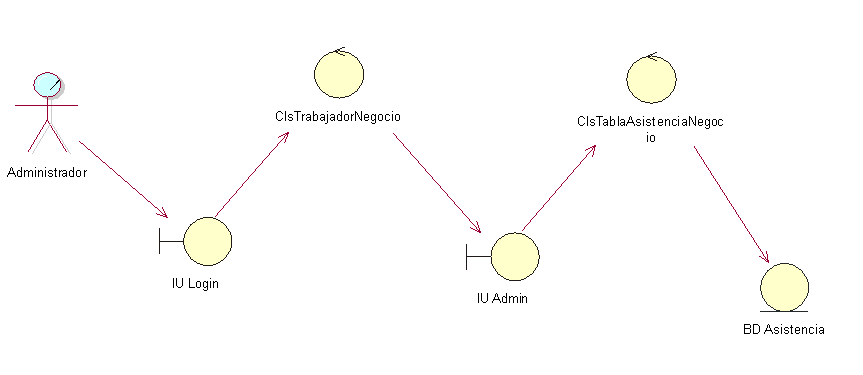 ClsTrabajadorNegocio
ClsTablaAsistenciaNegoc
io
Administrador
IU Login
IU Admin
BD Asistencia